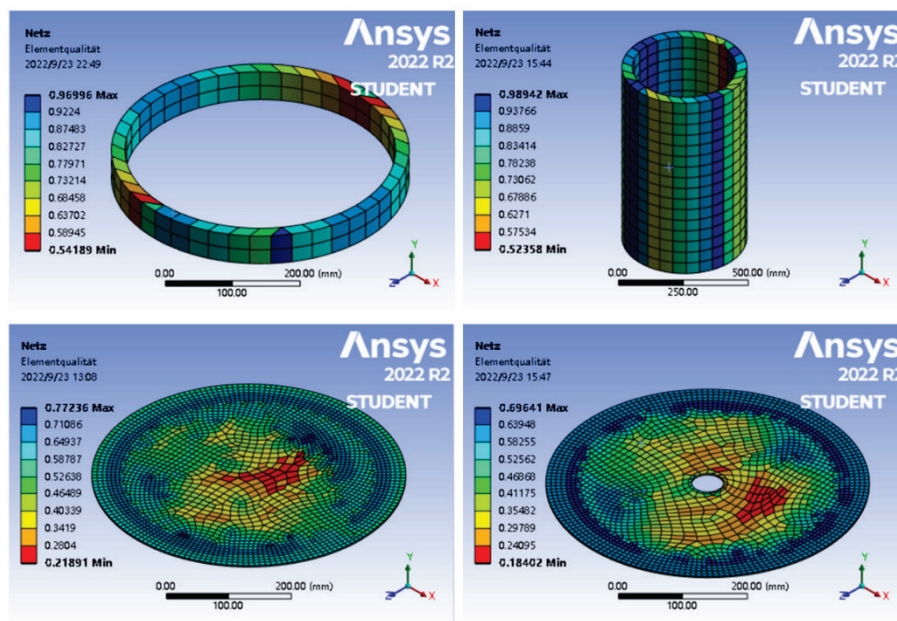 Netz
Elementqualität
2022/9/23 22:49
0.96996 Max
0.9224
0.87483
0.82727
0.77971
0.73214
0.68458
0.63702
0.58945
0.54189 Min
Ansys
2022 R2
STUDENT
0.00
200.00 (mm)
100.00
Y
Z
X
Netz
Elementqualität
2022/9/23 15:44
0.98942 Max
0.93766
0.8859
0.83414
0.78238
0.73062
0.67886
0.6271
0.57534
0.52358 Min
Ansys
2022 R2
STUDENT
0.00
500.00 (mm)
250.00
Y
Z
X
Netz
Elementqualität
2022/9/23 13:08
0.77236 Max
0.71086
0.64937
0.58787
0.52638
0.46489
0.40339
0.3419
0.2804
0.21891 Min
Ansys
2022 R2
STUDENT
0.00
200.00 (mm)
100.00
Y
Z
X
Netz
Elementqualität
2022/9/23 15:47
0.69641 Max
0.63948
0.58255
0.52562
0.46868
0.41175
0.35482
0.29789
0.24095
0.18402 Min
Ansys
2022 R2
STUDENT
0.00
200.00 (mm)
100.00
Y
Z
X